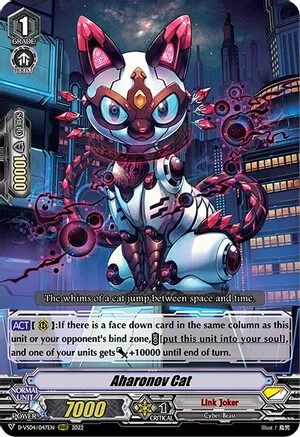 1
GRADE
BOOST
10000
The whims of a cat jump between space and time.
[ACT](R):If there is a face down card in the same column as this
unit or your opponent's bind zone, [put this unit into your soul],
and one of your units gets +10000 until end of turn.
Aharonov Cat
NORMAL
UNIT
POWER
7000
1
CRITICAL
Link Joker
Cyber Beast
D-VS04/047EN
2022
Illust / 島男